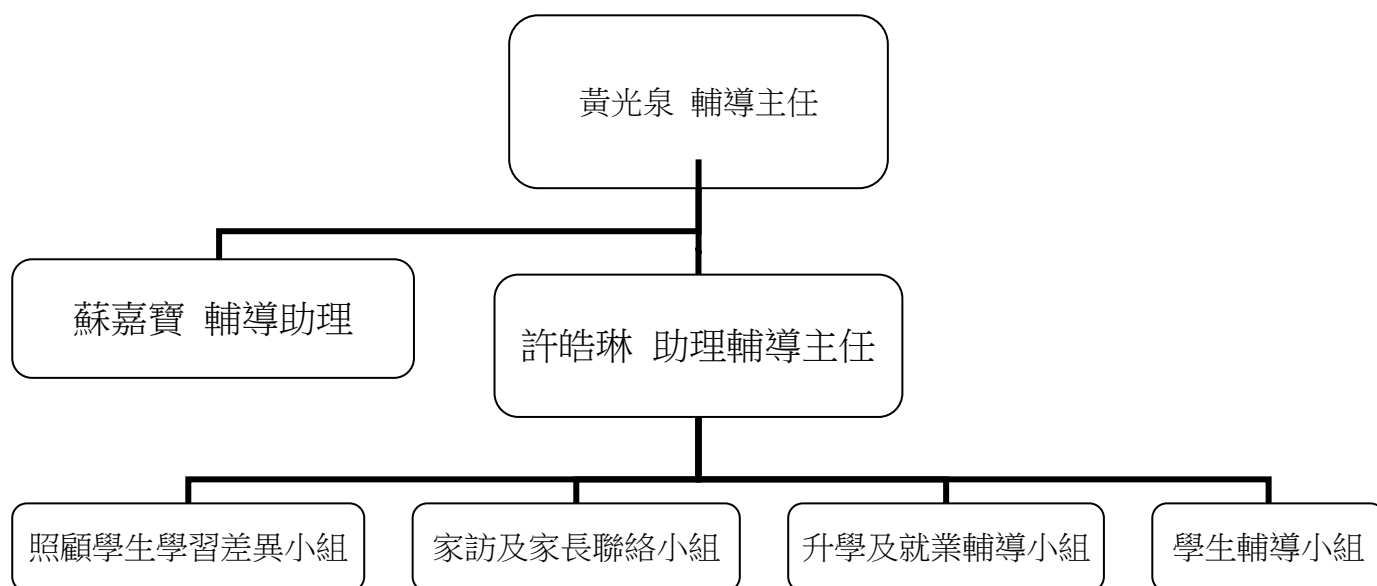 黃光泉 輔導主任
蘇嘉寶 輔導助理
許皓琳 助理輔導主任
照顧學生學習差異小組
家訪及家長聯絡小組
升學及就業輔導小組
學生輔導小組